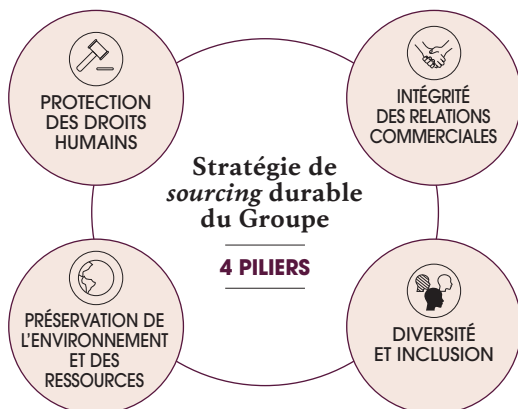 PROTECTION
DES DROITS
HUMAINS
INTÉGRITÉ
DES RELATIONS
COMMERCIALES
Stratégie de
sourcing durable
du Groupe
4 PILIERS
PRÉSERVATION DE
L'ENVIRONNEMENT
ET DES
RESSOURCES
DIVERSITÉ
ET INCLUSION